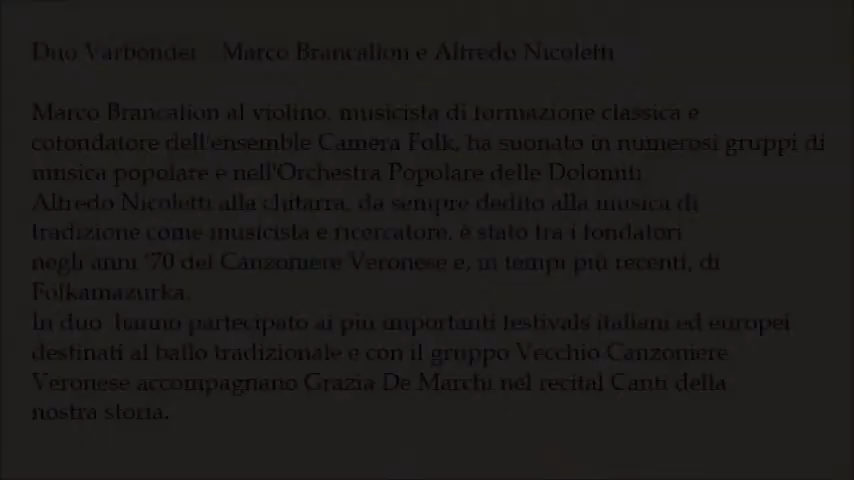 Duo Varbondei - Marco Brancalion e Alfredo Nicoletti
Marco Brancalion al violino, musicista di formazione classica e
cofondatore dell'ensemble Camera Folk, ha suonato in numerosi gruppi di
musica popolare e nell'Orchestra Popolare delle Dolomiti
Alfredo Nicoletti alla chitarra, da sempre dedito alla musica di
tradizione come musicista e ricercatore, è stato tra i fondatori
negli anni '70 del Canzoniere Veronese e, in tempi più recenti, di
Folkamazurka.
In duo hanno partecipato ai più importanti festivals italiani ed europei
destinati al ballo tradizionale e con il gruppo Vecchio Canzoniere
Veronese accompagnano Grazia De Marchi nel recital Canti della
nostra storia.